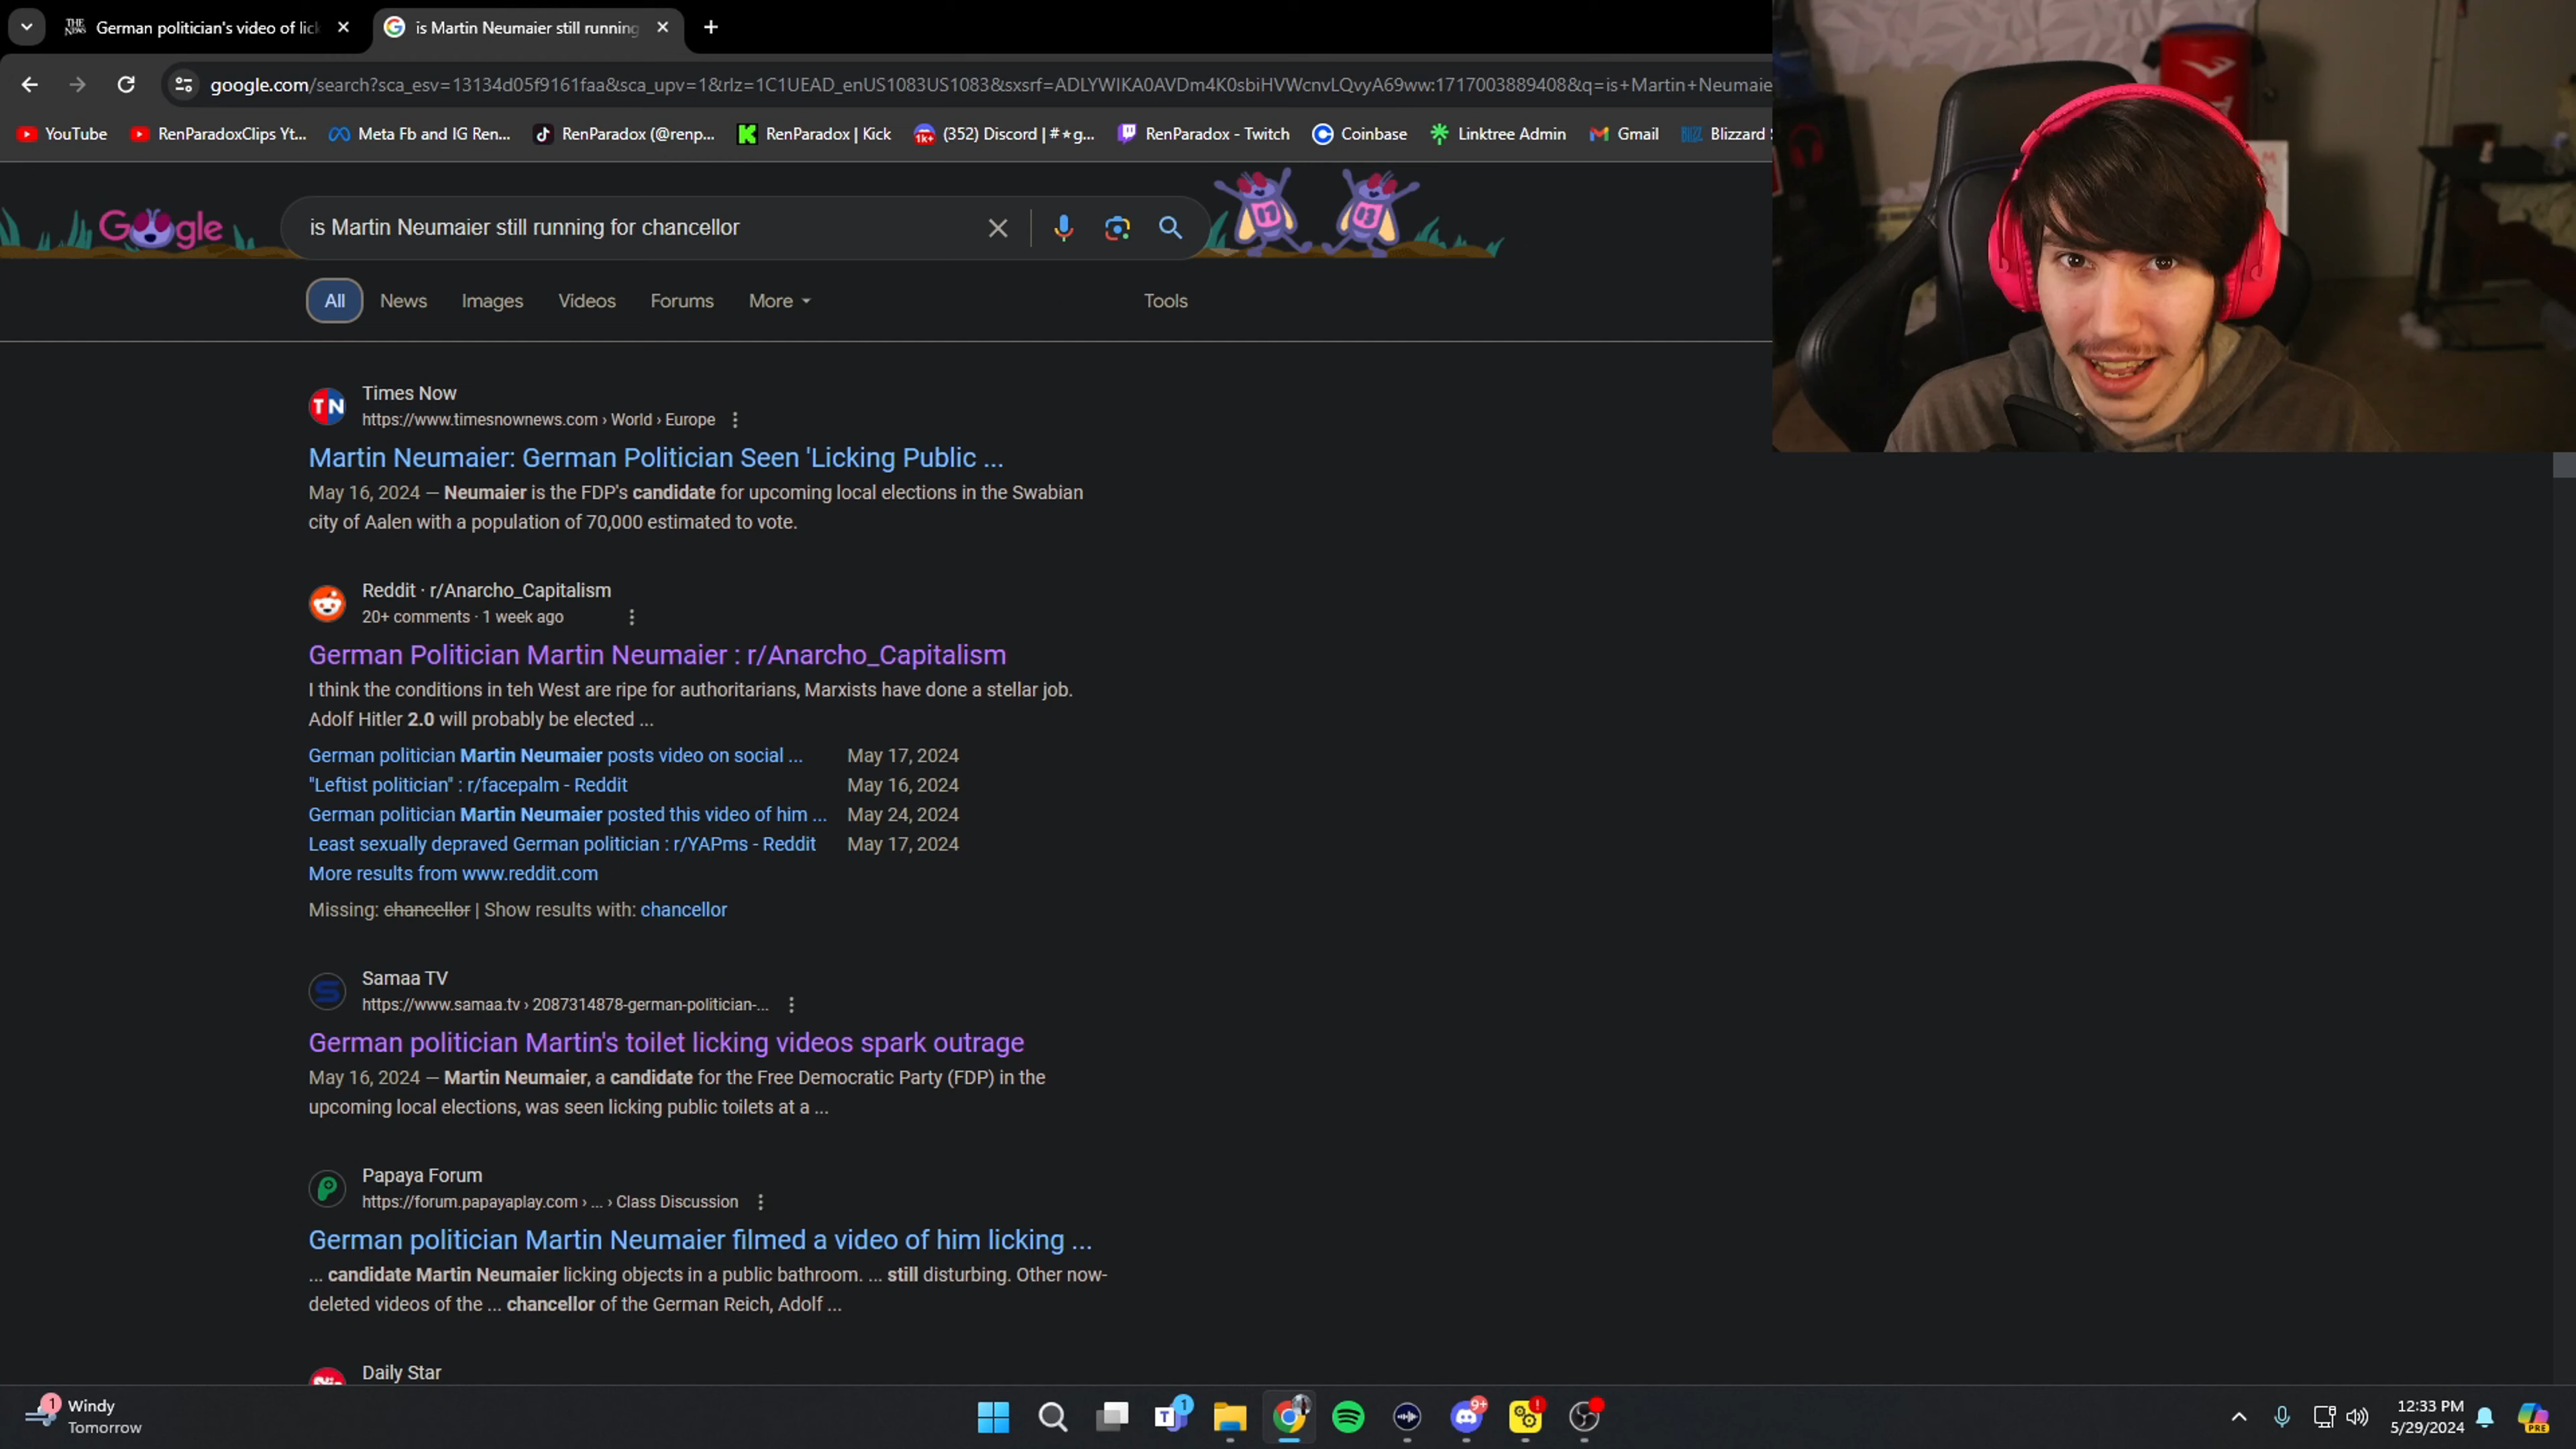 THE NEWS
German politician's video of lick
is Martin Neumaier still running
google.com/search?sca_esv=13134d05f9161faa&sca_upv=1&rlz=1C1UEAD_enUS1083US1083&sxsrf=ADLYWIKA0AVDm4K0sbiHVWcnvLQvyA69ww:1717003889408&q=is+Martin+Neumaie
YouTube
RenParadoxClips Yt...
Meta Fb and IG Ren...
RenParadox (@renp...
RenParadox | Kick
1K+
(352) Discord | #★g...
RenParadox - Twitch
Coinbase
Linktree Admin
Gmail
Blizzard S
Google
is Martin Neumaier still running for chancellor
All
News
Images
Videos
Forums
More
Tools
TN
Times Now
https://www.timesnownews.com › World › Europe
Martin Neumaier: German Politician Seen 'Licking Public ...
May 16, 2024 — Neumaier is the FDP's candidate for upcoming local elections in the Swabian
city of Aalen with a population of 70,000 estimated to vote.
Reddit · r/Anarcho_Capitalism
20+ comments · 1 week ago
German Politician Martin Neumaier : r/Anarcho_Capitalism
I think the conditions in teh West are ripe for authoritarians, Marxists have done a stellar job.
Adolf Hitler 2.0 will probably be elected ...
German politician Martin Neumaier posts video on social ... May 17, 2024
"Leftist politician" : r/facepalm - Reddit May 16, 2024
German politician Martin Neumaier posted this video of him ... May 24, 2024
Least sexually depraved German politician : r/YAPms - Reddit May 17, 2024
More results from www.reddit.com
Missing: chancellor | Show results with: chancellor
Samaa TV
https://www.samaa.tv › 2087314878-german-politician-...
German politician Martin's toilet licking videos spark outrage
May 16, 2024 — Martin Neumaier, a candidate for the Free Democratic Party (FDP) in the
upcoming local elections, was seen licking public toilets at a ...
Papaya Forum
https://forum.papayaplay.com › ... › Class Discussion
German politician Martin Neumaier filmed a video of him licking ...
... candidate Martin Neumaier licking objects in a public bathroom. ... still disturbing. Other now-
deleted videos of the ... chancellor of the German Reich, Adolf ...
Daily Star
1
Windy
Tomorrow
1
9+
12:33 PM
5/29/2024
PRE